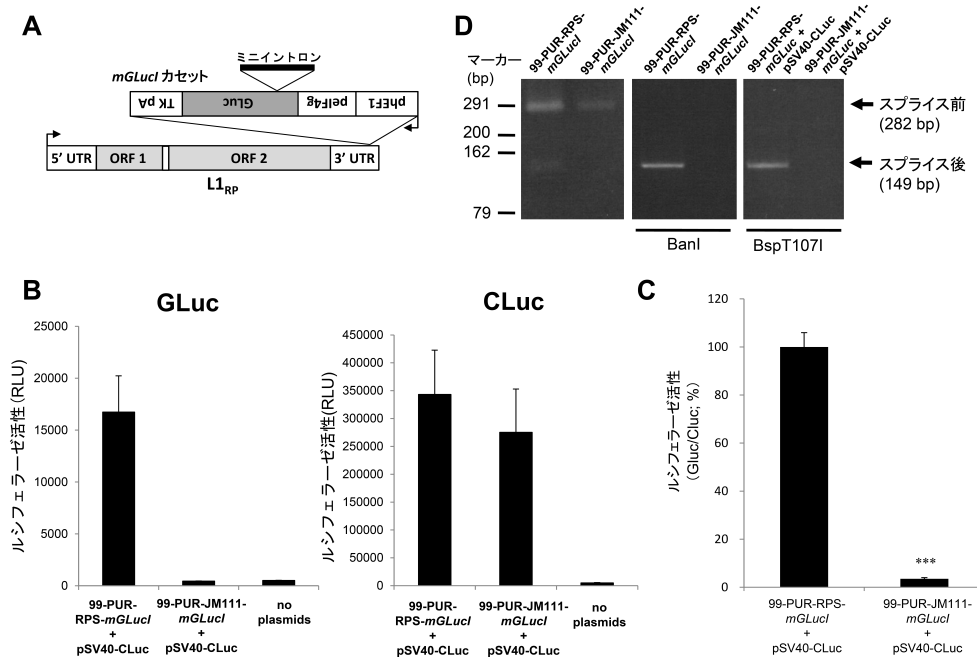 A
ミニイントロン
mGLucI カセット
TK pA
GLuc
peIF4g
phEF1
5' UTR
ORF 1
ORF 2
3' UTR
L1RP
D
マーカー
(bp)
99-PUR-RPS-
mGLucI
99-PUR-JM111-
mGLucI
99-PUR-RPS-
mGLucI
99-PUR-JM111-
mGLucI
99-PUR-RPS-
mGLuc +
pSV40-CLuc
99-PUR-JM111-
mGLuc +
pSV40-CLuc
291
200
162
79
スプライス前
(282 bp)
スプライス後
(149 bp)
BanI
BspT107I
B
GLuc
ルシフェラーゼ活性 (RLU)
25000
20000
15000
10000
5000
0
99-PUR-
RPS-mGLucI
+
pSV40-CLuc
99-PUR-JM111-
mGLucI +
pSV40-CLuc
no
plasmids
CLuc
ルシフェラーゼ活性(RLU)
450000
400000
350000
300000
250000
200000
150000
100000
50000
0
99-PUR-
RPS-mGLucI
+
pSV40-CLuc
99-PUR-JM111-
mGLucI
+
pSV40-CLuc
no
plasmids
C
ルシフェラーゼ活性
(Gluc/Cluc; %)
120
100
80
60
40
20
0
***
99-PUR-RPS-
mGLucI
+
pSV40-CLuc
99-PUR-JM111-
mGLucI
+
pSV40-CLuc